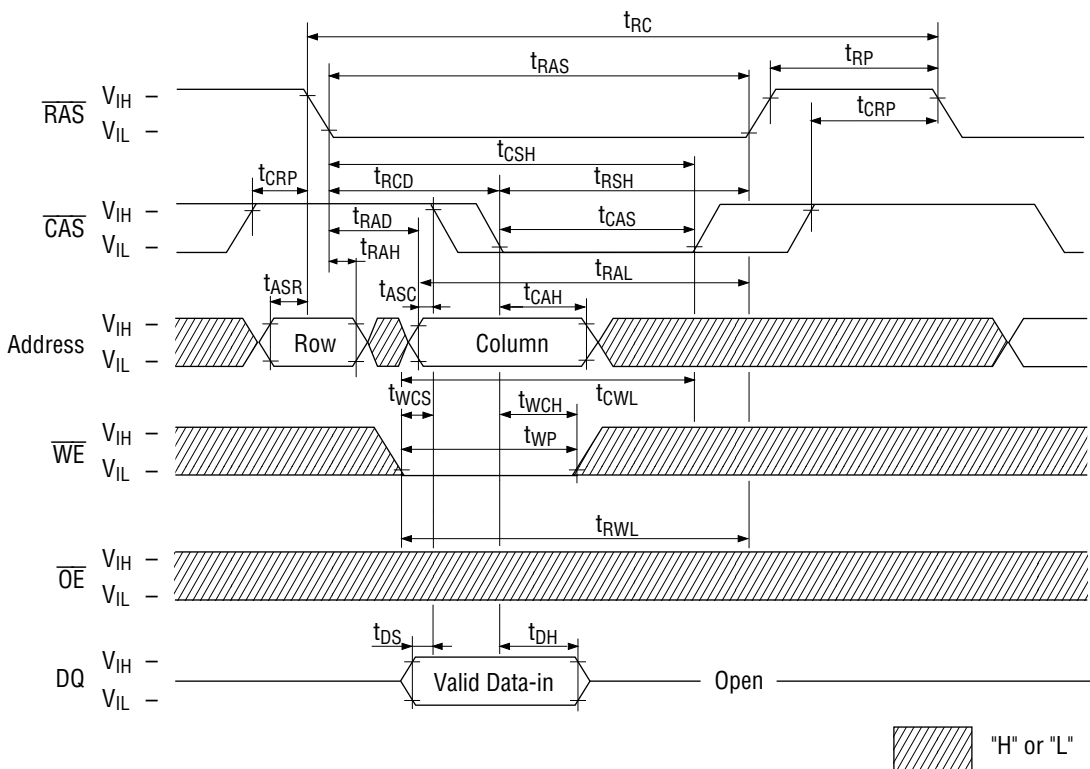 tRC
tRAS
tRP
RAS
VIH –
VIL –
tCRP
tCSH
tCRP
tRCD
tRSH
CAS
VIH –
VIL –
tRAD
tCAS
tRAH
tRAL
tASR
tASC
tCAH
Address
VIH –
VIL –
Row
Column
tCWL
tWCS
tWCH
WE
VIH –
VIL –
tWP
tRWL
OE
VIH –
VIL –
tDS
tDH
DQ
VIH –
VIL –
Valid Data-in
Open
"H" or "L"